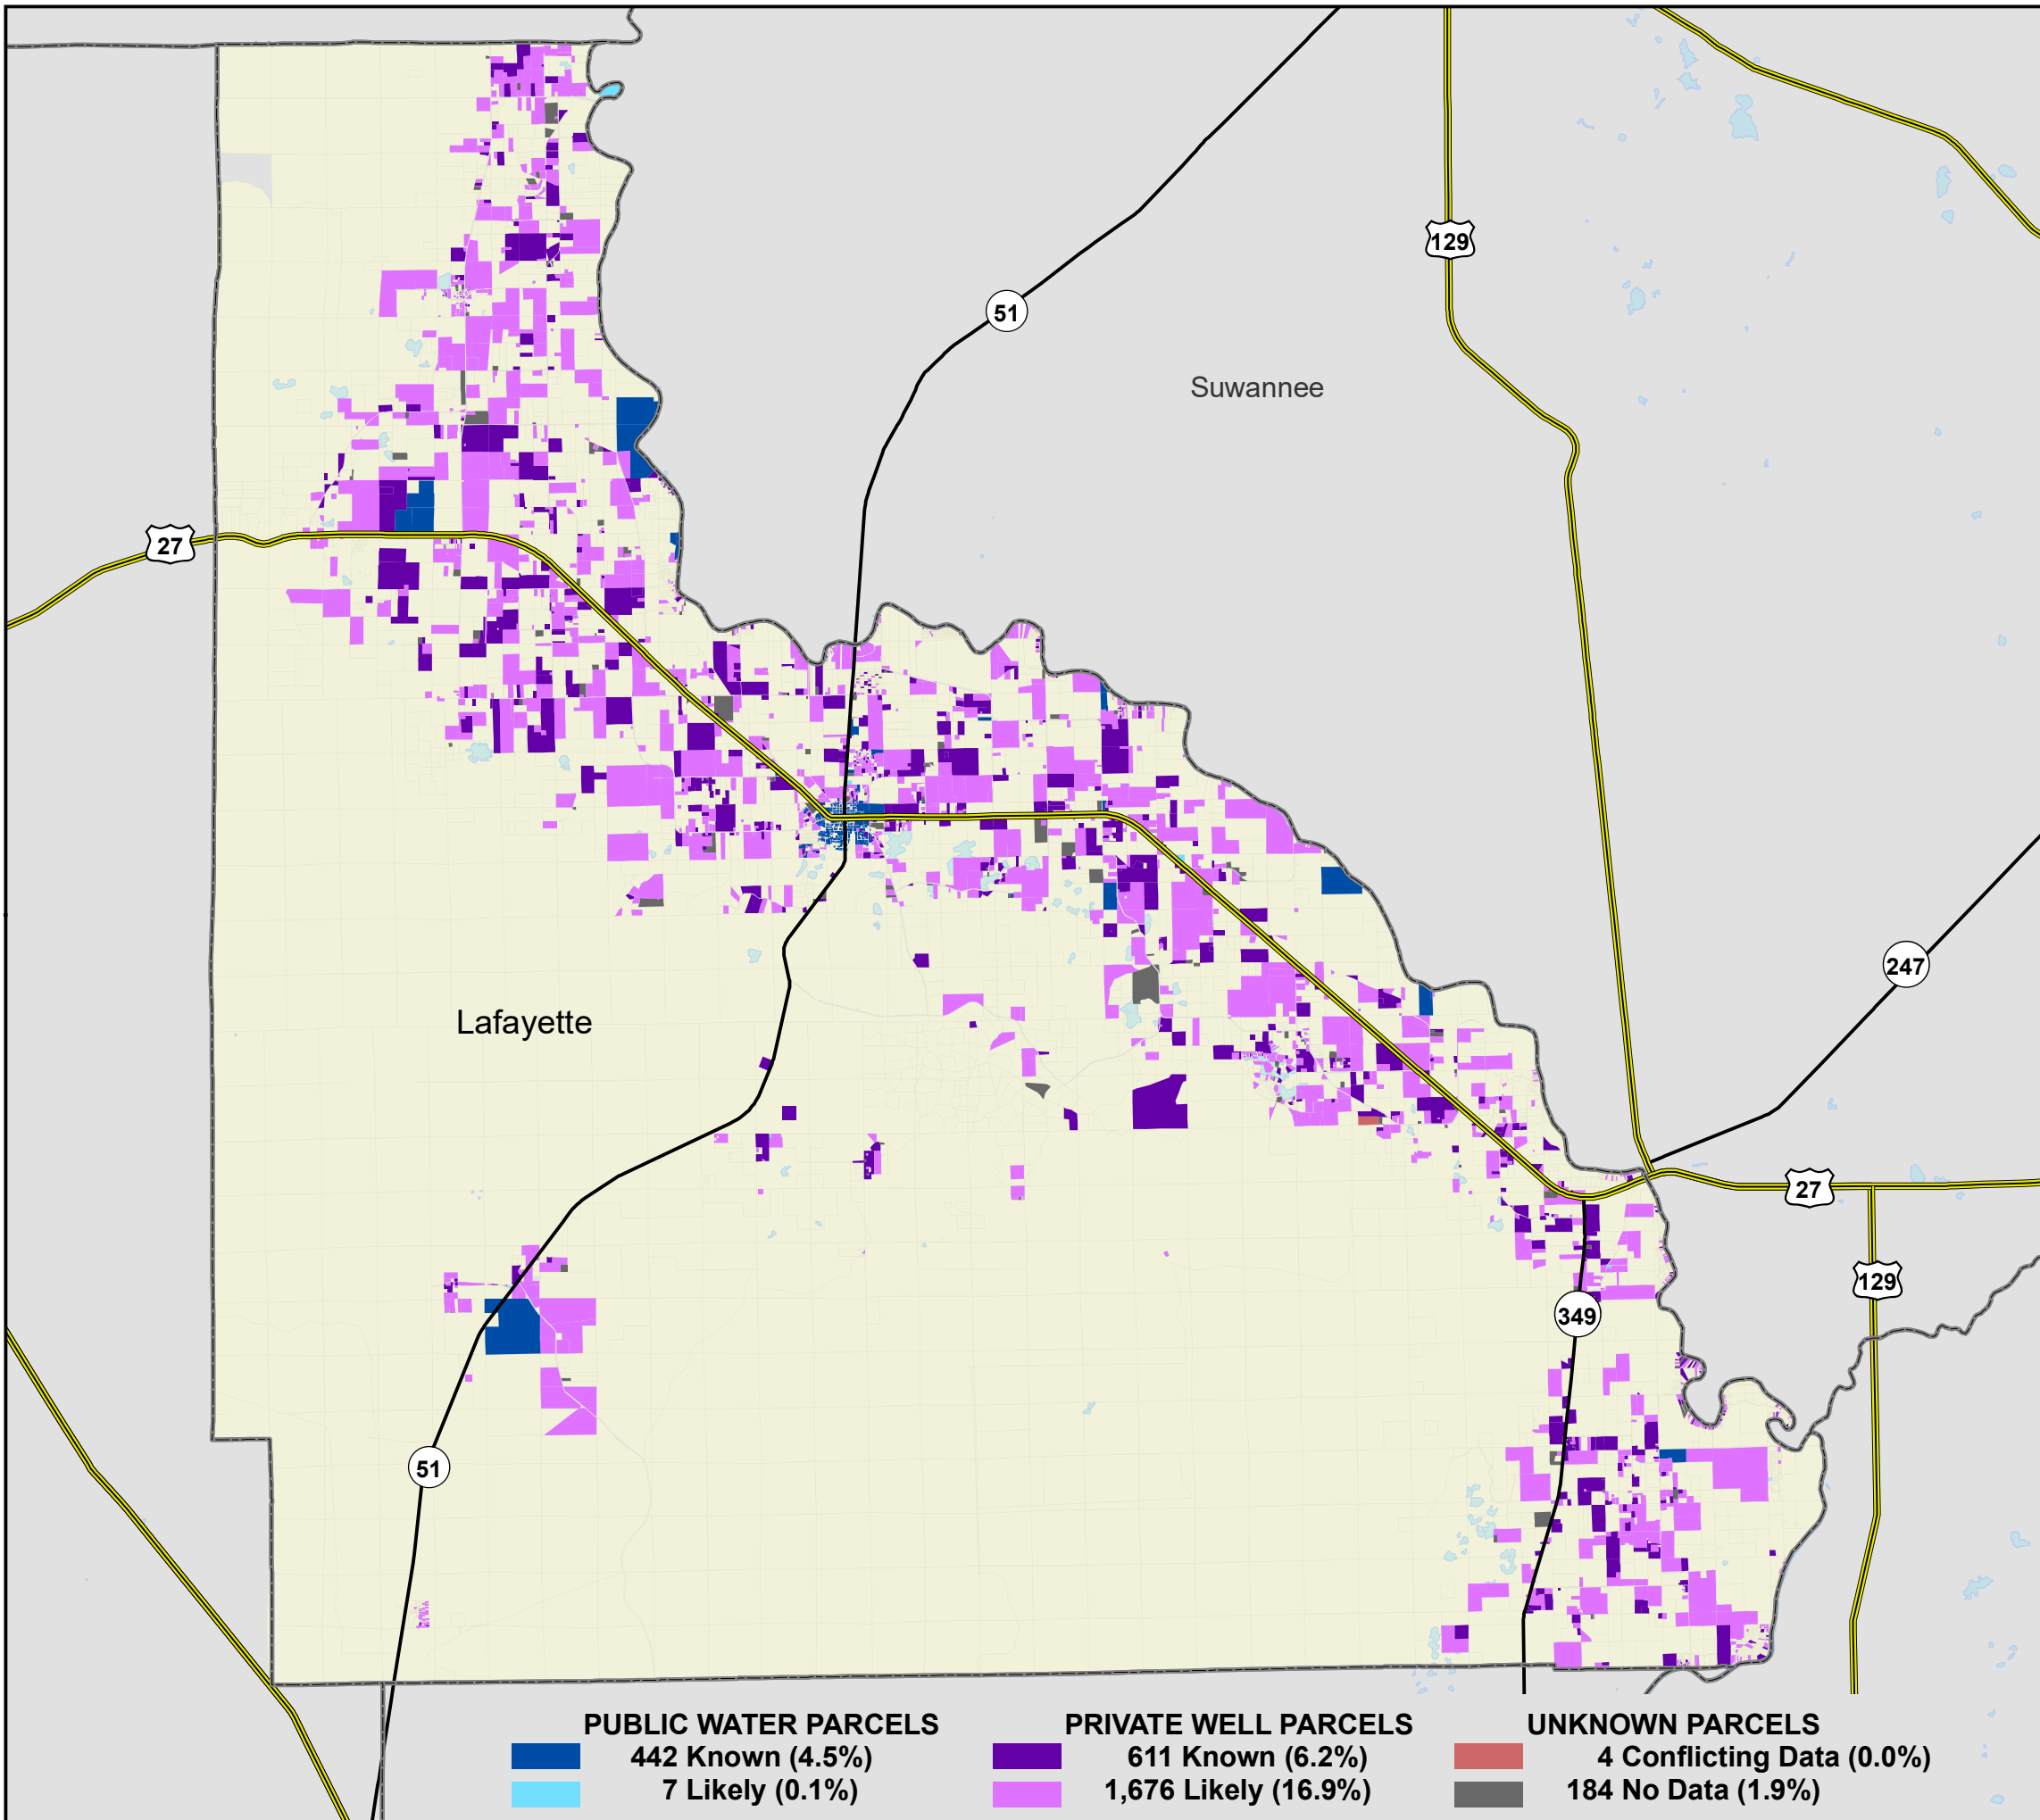 129
51
Suwannee
27
247
Lafayette
27
129
349
51
PUBLIC WATER PARCELS
442 Known (4.5%)
7 Likely (0.1%)
PRIVATE WELL PARCELS
611 Known (6.2%)
1,676 Likely (16.9%)
UNKNOWN PARCELS
4 Conflicting Data (0.0%)
184 No Data (1.9%)